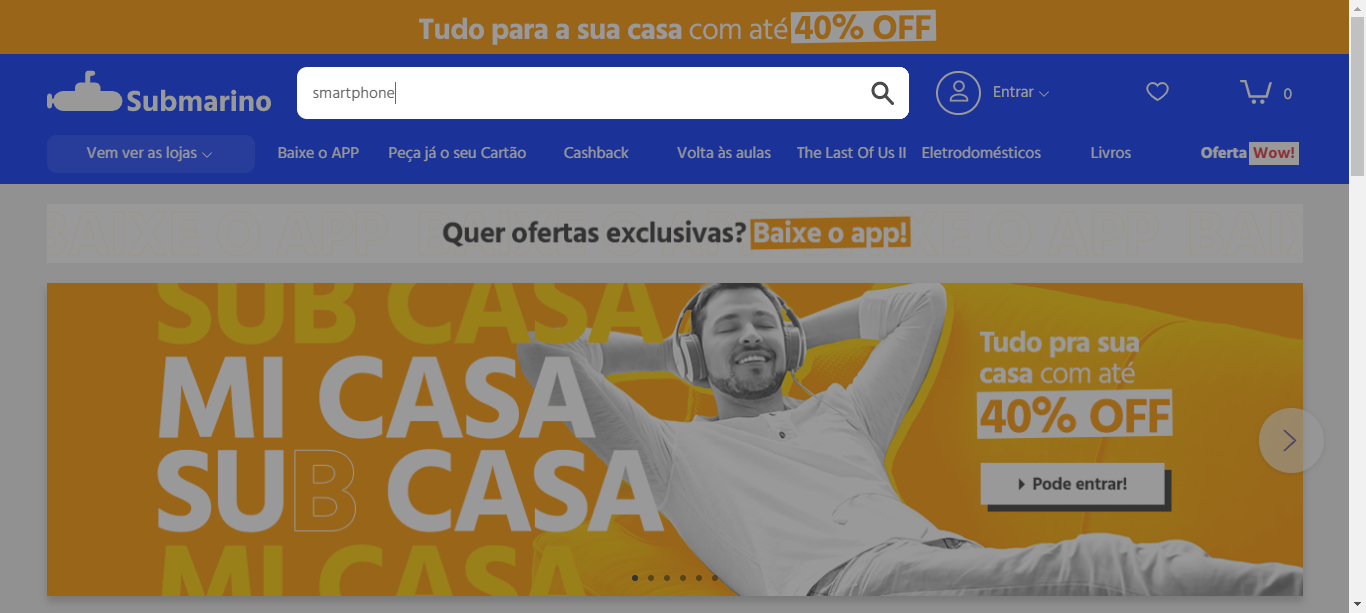 Tudo para a sua casa com até 40% OFF
Submarino
smartphone
Entrar
0
Vem ver as lojas
Baixe o APP
Peça já o seu Cartão
Cashback
Volta às aulas
The Last Of Us II
Eletrodomésticos
Livros
Oferta Wow!
Quer ofertas exclusivas? Baixe o app!
SUB CASA
MI CASA
SUB CASA
MI CASA
Tudo pra sua
casa com até
40% OFF
Pode entrar!